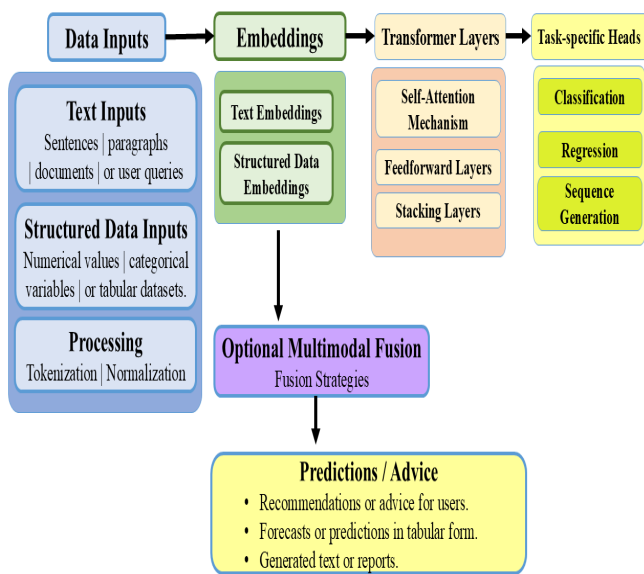 Data Inputs
Embeddings
Transformer Layers
Task-specific Heads
Text Inputs
Sentences | paragraphs
| documents | or user queries
Structured Data Inputs
Numerical values | categorical
variables | or tabular datasets.
Processing
Tokenization | Normalization
Text Embeddings
Structured Data
Embeddings
Self-Attention
Mechanism
Feedforward Layers
Stacking Layers
Classification
Regression
Sequence
Generation
Optional Multimodal Fusion
Fusion Strategies
Predictions / Advice
• Recommendations or advice for users.
• Forecasts or predictions in tabular form.
• Generated text or reports.